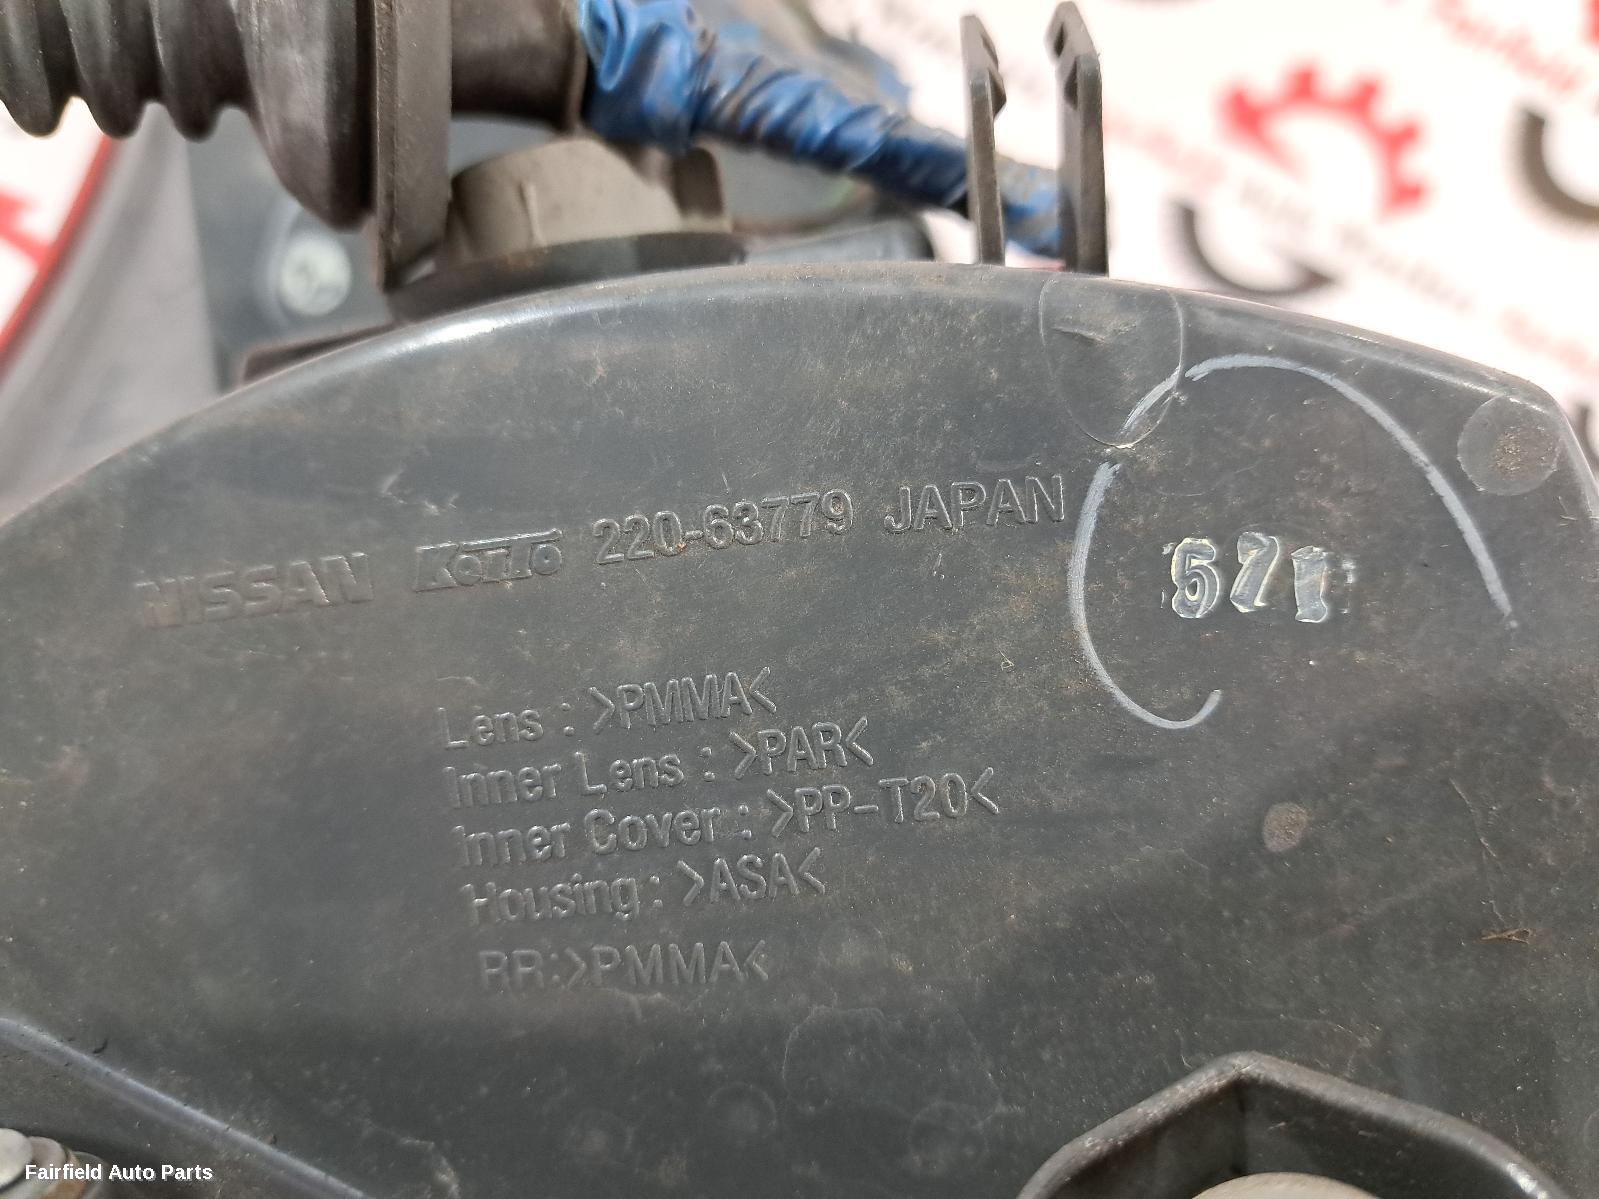 NISSAN KOITO 220-63779 JAPAN
Lens : >PMMA<
Inner Lens : >PAR<
Inner Cover : >PP-T20<
Housing : >ASA<
RR:>PMMA<
Fairfield Auto Parts